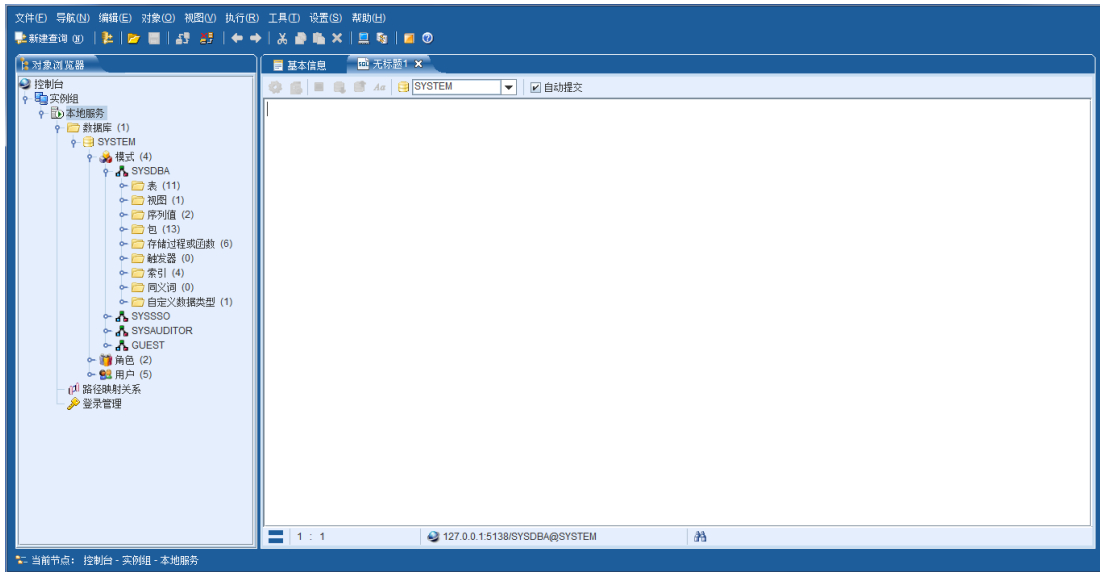 文件(F) 导航(N) 编辑(E) 对象(O) 视图(V) 执行(R) 工具(T) 设置(S) 帮助(H)
新建查询 (N)
对象浏览器
控制台
实例组
本地服务
数据库 (1)
SYSTEM
模式 (4)
SYSDBA
表 (11)
视图 (1)
序列值 (2)
包 (13)
存储过程或函数 (6)
触发器 (0)
索引 (4)
同义词 (0)
自定义数据类型 (1)
SYSSSO
SYSAUDITOR
GUEST
角色 (2)
用户 (5)
路径映射关系
登录管理
基本信息 无标题1
Aa SYSTEM 自动提交
1 : 1 127.0.0.1:5138/SYSDBA@SYSTEM
当前节点: 控制台 - 实例组 - 本地服务